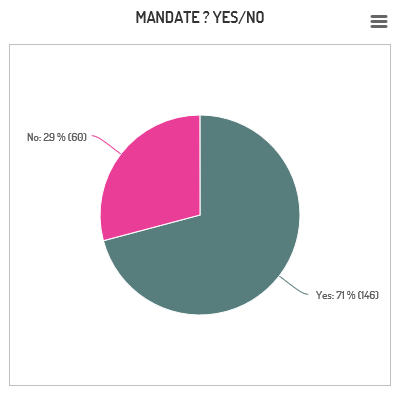 MANDATE ? YES/NO
No: 29 % (60)
Yes: 71 % (146)